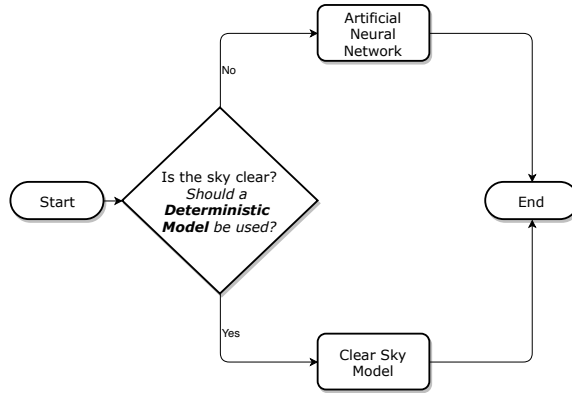 Artificial
Neural
Network
No
Is the sky clear?
Should a
Deterministic
Model be used?
Start
End
Yes
Clear Sky
Model